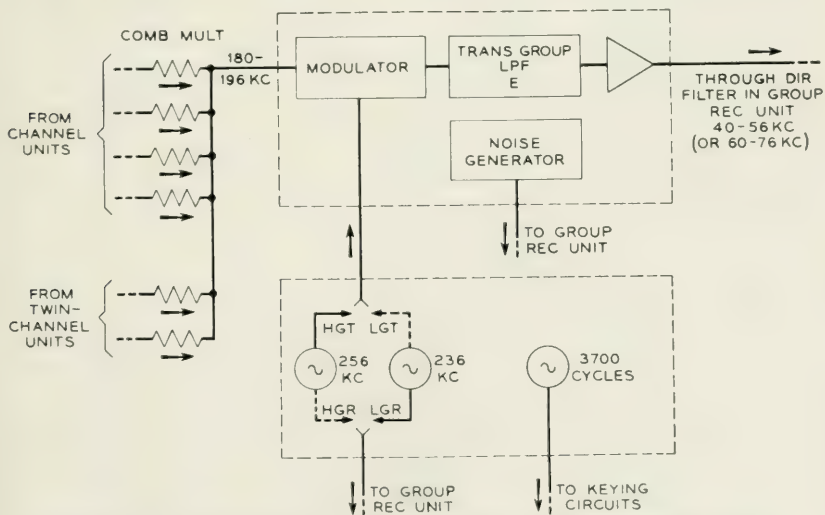 COMB MULT
180-
196 KC
FROM
CHANNEL
UNITS
FROM
TWIN-
CHANNEL
UNITS
MODULATOR
TRANS GROUP
LPF
E
NOISE
GENERATOR
THROUGH DIR
FILTER IN GROUP
REC UNIT
40-56 KC
(OR 60-76 KC)
TO GROUP
REC UNIT
HGT LGT
256
KC
236
KC
3700
CYCLES
HGR LGR
TO GROUP
REC UNIT
TO KEYING
CIRCUITS